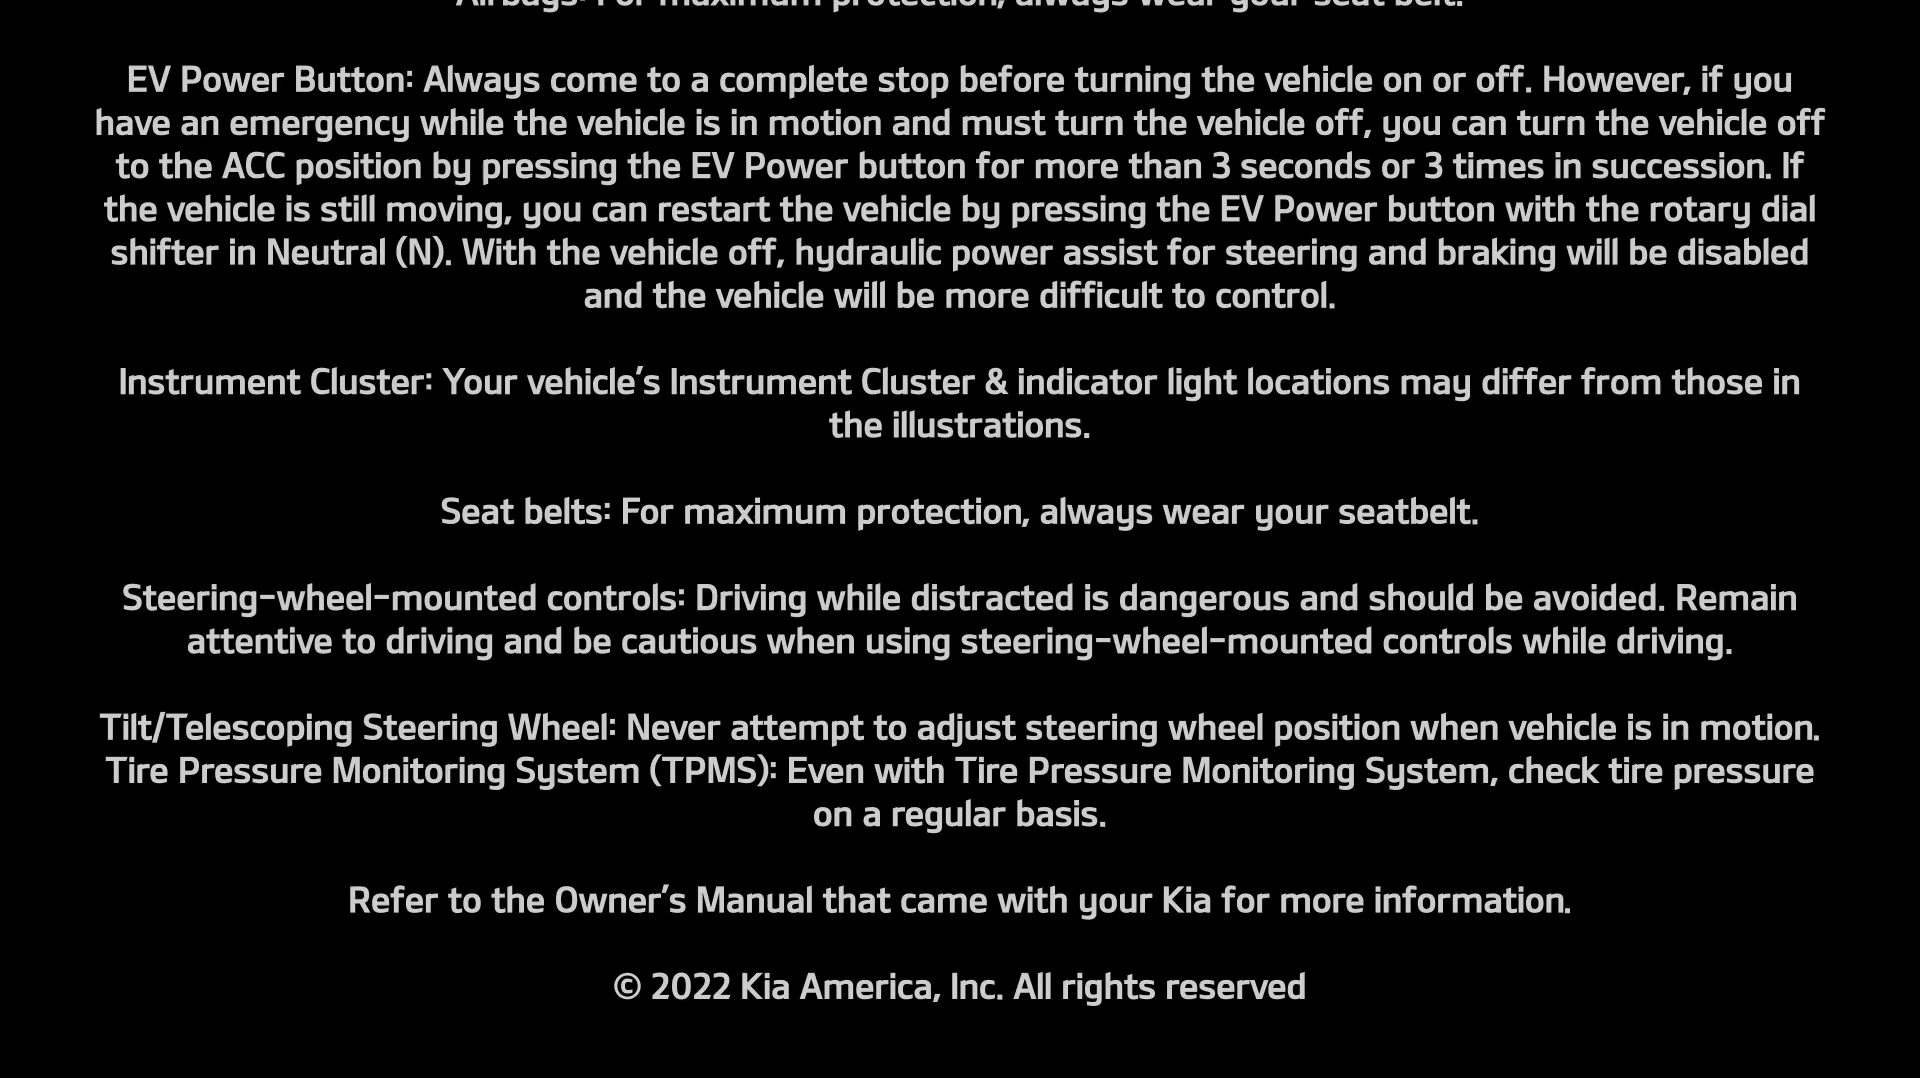 Airbags: For maximum protection, always wear your seat belt.
EV Power Button: Always come to a complete stop before turning the vehicle on or off. However, if you
have an emergency while the vehicle is in motion and must turn the vehicle off, you can turn the vehicle off
to the ACC position by pressing the EV Power button for more than 3 seconds or 3 times in succession. If
the vehicle is still moving, you can restart the vehicle by pressing the EV Power button with the rotary dial
shifter in Neutral (N). With the vehicle off, hydraulic power assist for steering and braking will be disabled
and the vehicle will be more difficult to control.
Instrument Cluster: Your vehicle's Instrument Cluster & indicator light locations may differ from those in
the illustrations.
Seat belts: For maximum protection, always wear your seatbelt.
Steering-wheel-mounted controls: Driving while distracted is dangerous and should be avoided. Remain
attentive to driving and be cautious when using steering-wheel-mounted controls while driving.
Tilt/Telescoping Steering Wheel: Never attempt to adjust steering wheel position when vehicle is in motion.
Tire Pressure Monitoring System (TPMS): Even with Tire Pressure Monitoring System, check tire pressure
on a regular basis.
Refer to the Owner's Manual that came with your Kia for more information.
© 2022 Kia America, Inc. All rights reserved